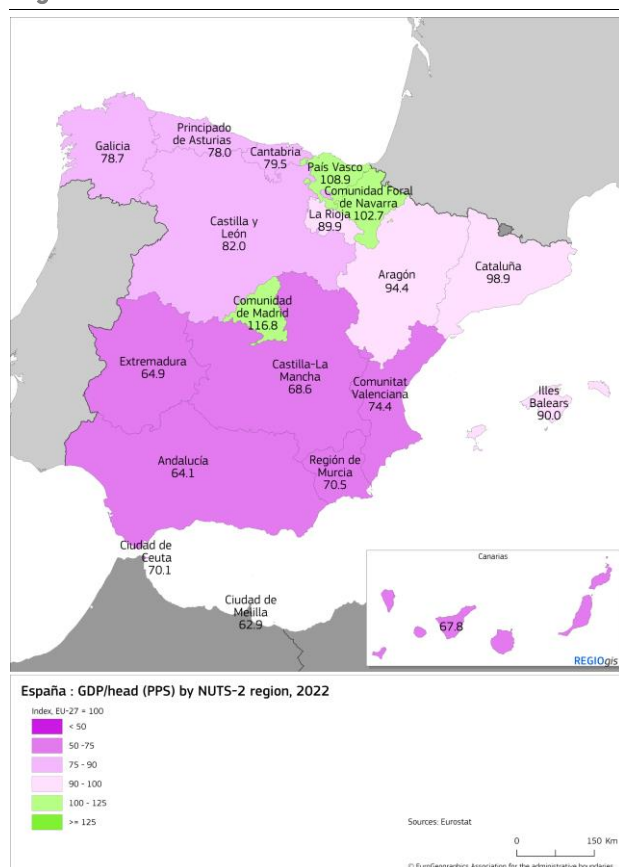 Galicia
78.7
Principado
de Asturias
78.0
Cantabria
79.5
País Vasco
108.9
Comunidad Foral
de Navarra
102.7
La Rioja
89.9
Castilla y
León
82.0
Aragón
94.4
Cataluña
98.9
Comunidad
de Madrid
116.8
Extremadura
64.9
Castilla-La
Mancha
68.6
Comunitat
Valenciana
74.4
Illes
Balears
90.0
Andalucía
64.1
Región de
Murcia
70.5
Ciudad de
Ceuta
70.1
Ciudad de
Melilla
62.9
Canarias
67.8
REGIOgis
España : GDP/head (PPS) by NUTS-2 region, 2022
Index, EU-27 = 100
< 50
50 -75
75 - 90
90 - 100
100 - 125
>= 125
Sources: Eurostat
0 150 Km
© EuroGeographics Association for the administrative boundaries